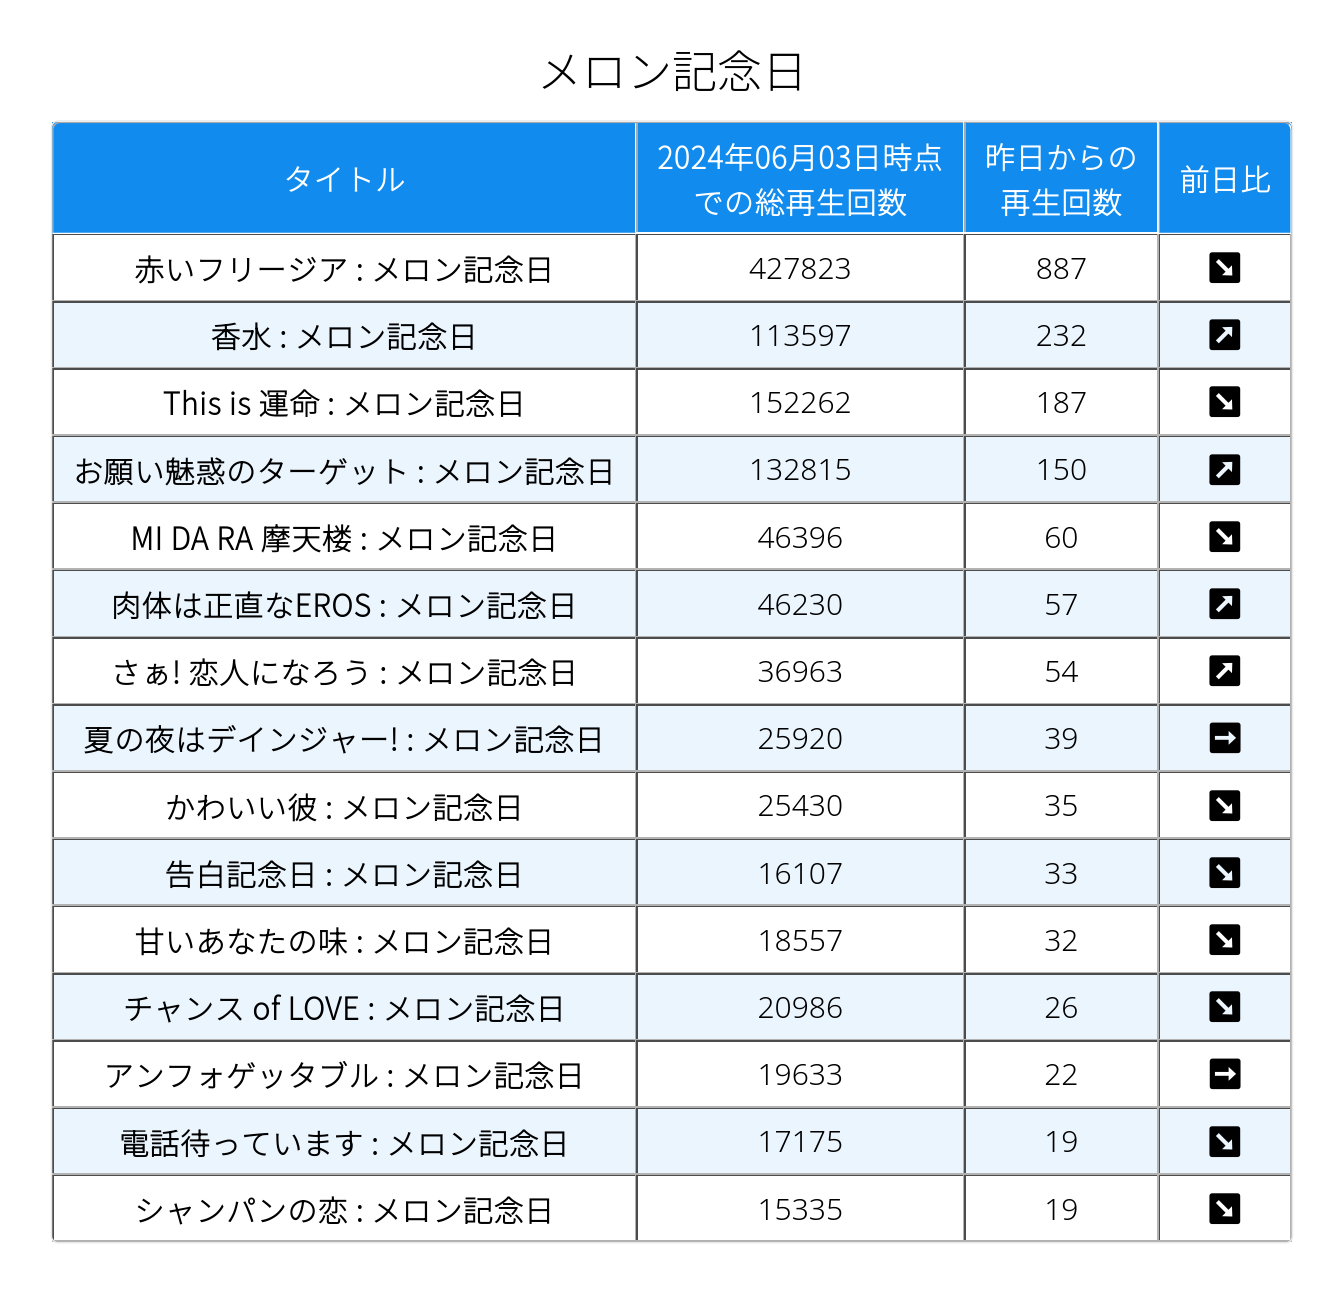 メロン記念日
タイトル
2024年06月03日時点
での総再生回数
昨日からの
再生回数
前日比
赤いフリージア : メロン記念日 427823 887 ↘
香水 : メロン記念日 113597 232 ↗
This is 運命 : メロン記念日 152262 187 ↘
お願い魅惑のターゲット : メロン記念日 132815 150 ↗
MI DA RA 摩天楼 : メロン記念日 46396 60 ↘
肉体は正直なEROS : メロン記念日 46230 57 ↗
さぁ! 恋人になろう : メロン記念日 36963 54 ↗
夏の夜はデインジャー! : メロン記念日 25920 39 →
かわいい彼 : メロン記念日 25430 35 ↘
告白記念日 : メロン記念日 16107 33 ↘
甘いあなたの味 : メロン記念日 18557 32 ↘
チャンス of LOVE : メロン記念日 20986 26 ↘
アンフォゲッタブル : メロン記念日 19633 22 →
電話待っています : メロン記念日 17175 19 ↘
シャンパンの恋 : メロン記念日 15335 19 ↘